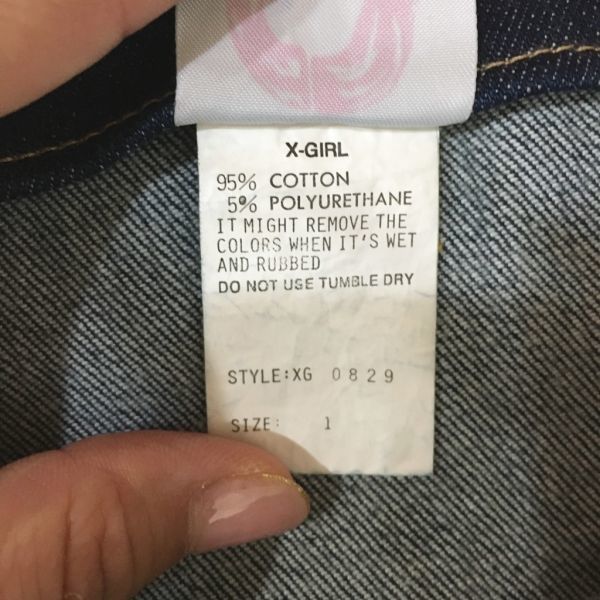 X-GIRL
95% COTTON
5% POLYURETHANE
IT MIGHT REMOVE THE
COLORS WHEN IT'S WET
AND RUBBED
DO NOT USE TUMBLE DRY
STYLE:XG 0829
SIZE: 1